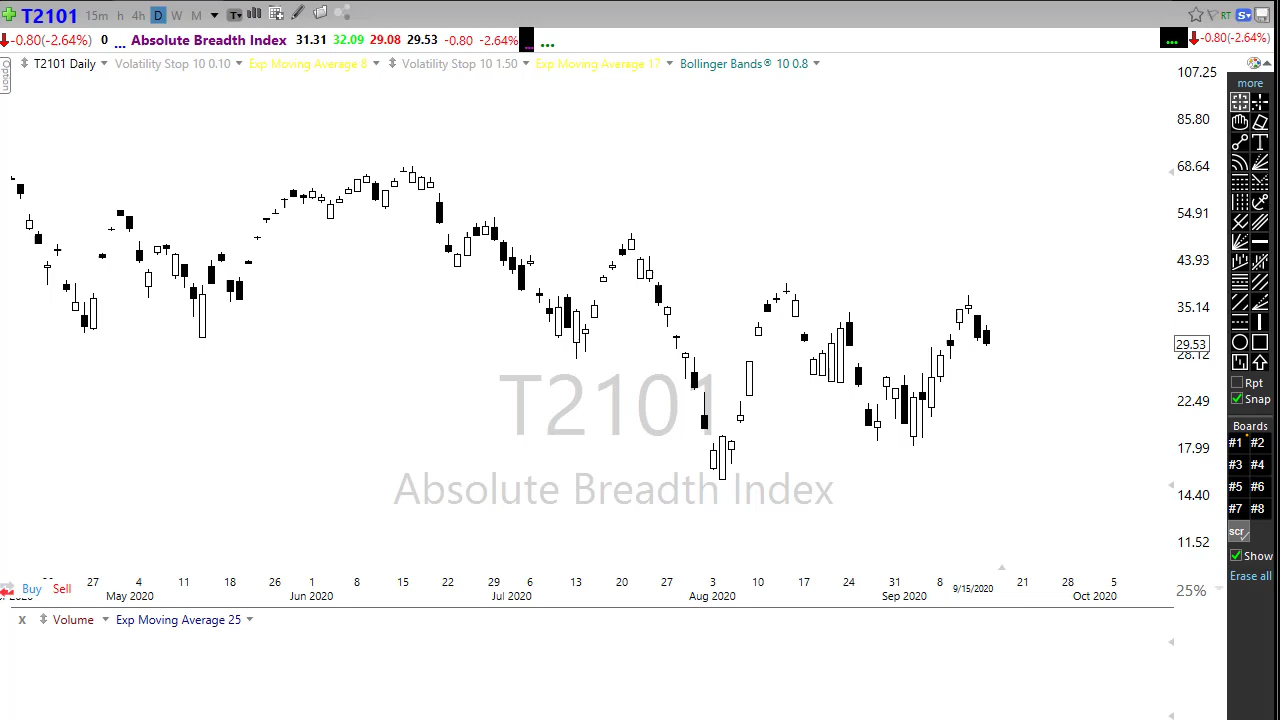 T2101 15m h 4h D W M T RT S
-0.80(-2.64%) 0 ... Absolute Breadth Index 31.31 32.09 29.08 29.53 -0.80 -2.64% ... ... ... -0.80(-2.64%)
Option
T2101 Daily Volatility Stop 10 0.10 Exp Moving Average 8 Volatility Stop 10 1.50 Exp Moving Average 17 Bollinger Bands® 10 0.8
107.25
85.80
68.64
54.91
43.93
35.14
29.53
28.12
22.49
17.99
14.40
11.52
25%
T2101
Absolute Breadth Index
27 4 11 18 26 1 8 15 22 29 6 13 20 27 3 10 17 24 31 8 9/15/2020 21 28 5
Buy Sell
2020 May 2020 Jun 2020 Jul 2020 Aug 2020 Sep 2020 Oct 2020
X Volume Exp Moving Average 25
more
T
Rpt
Snap
Boards
#1 #2
#3 #4
#5 #6
#7 #8
scr
Show
Erase all